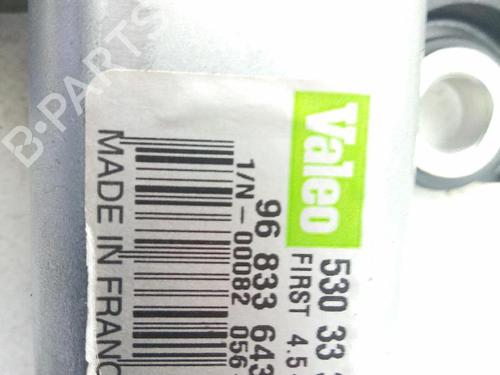 Valeo
530 33
FIRST 4.5
96 833 643
1/N - 00082 056
MADE IN FRANC
B-PARTS